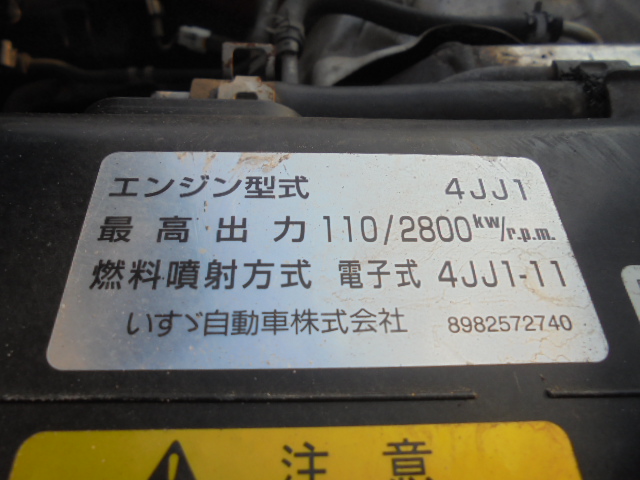 エンジン型式 4JJ1
最高出力 110/2800kW/r.p.m.
燃料噴射方式 電子式 4JJ1-11
いすゞ自動車株式会社 8982572740
注意